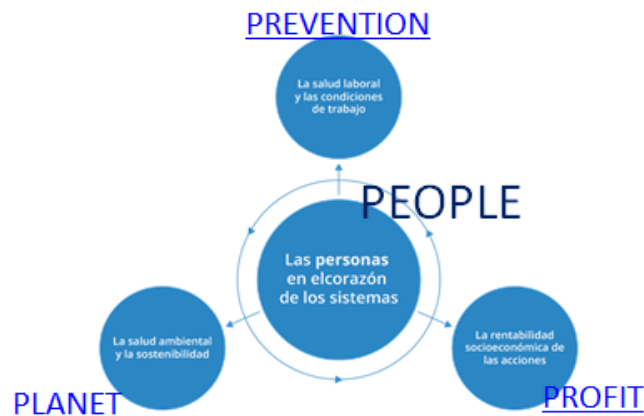 PREVENTION
La salud laboral
y las condiciones
de trabajo
PEOPLE
Las personas
en elcorazón
de los sistemas
La salud ambiental
y la sostenibilidad
La rentabilidad
socioeconómica de
las acciones
PLANET
PROFIT